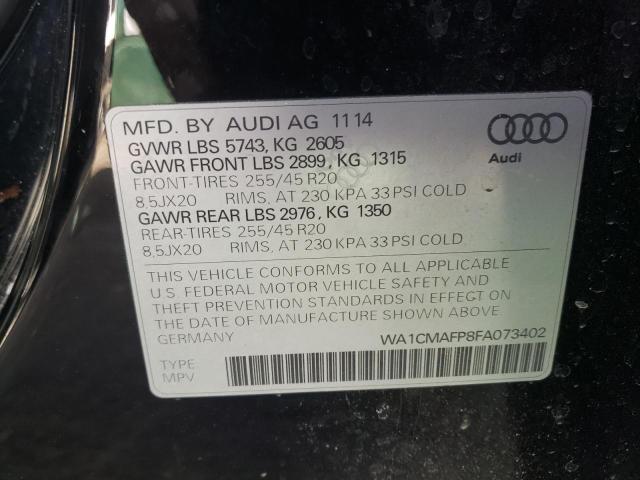 MFD. BY AUDI AG 11 14
GVWR LBS 5743, KG 2605
GAWR FRONT LBS 2899, KG 1315
FRONT-TIRES 255/45 R20
8,5JX20 RIMS, AT 230 KPA 33 PSI COLD
GAWR REAR LBS 2976, KG 1350
REAR-TIRES 255/45 R20
8,5JX20 RIMS, AT 230 KPA 33 PSI COLD
Audi
THIS VEHICLE CONFORMS TO ALL APPLICABLE
U.S. FEDERAL MOTOR VEHICLE SAFETY AND
THEFT PREVENTION STANDARDS IN EFFECT ON
THE DATE OF MANUFACTURE SHOWN ABOVE
GERMANY
WA1CMAFP8FA073402
TYPE
MPV